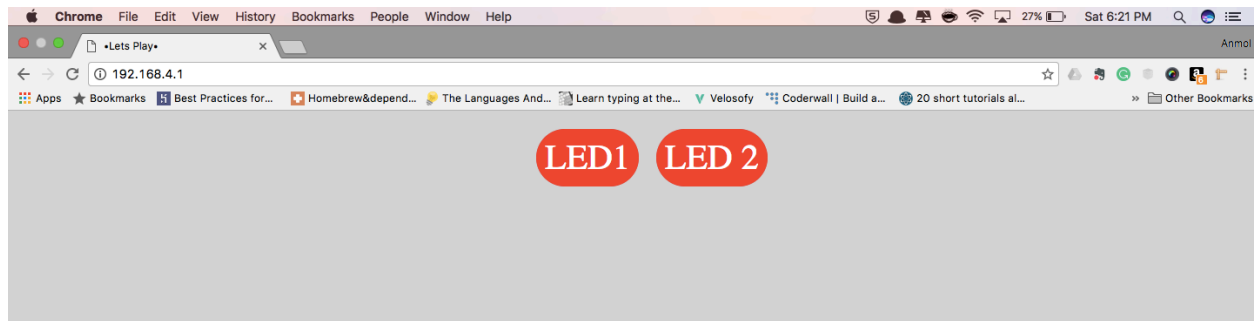 Chrome File Edit View History Bookmarks People Window Help 27% Sat 6:21 PM
•Lets Play• Anmol
192.168.4.1
Apps Bookmarks Best Practices for... Homebrew&depend... The Languages And... Learn typing at the... Velosofy Coderwall | Build a... 20 short tutorials al... » Other Bookmarks
LED1 LED 2